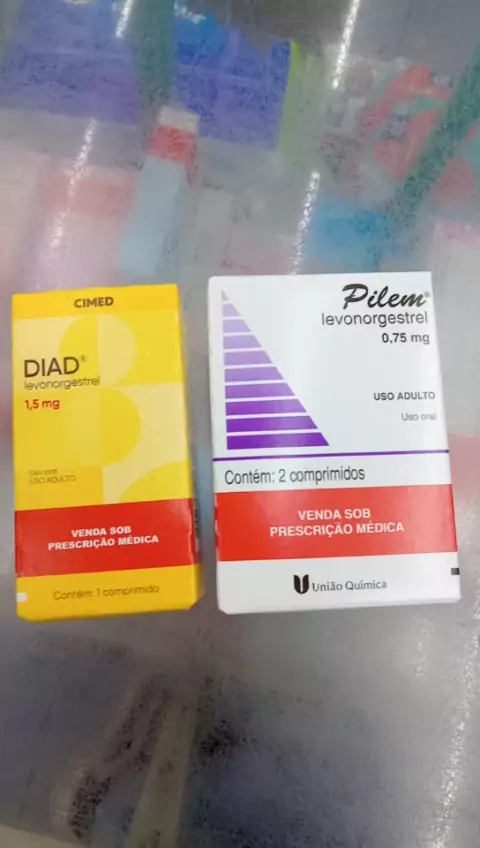 CIMED
DIAD®
levonorgestrel
1,5 mg
Uso oral
USO ADULTO
VENDA SOB
PRESCRIÇÃO MÉDICA
Contém: 1 comprimido
Pilem®
levonorgestrel
0,75 mg
USO ADULTO
Uso oral
Contém: 2 comprimidos
VENDA SOB
PRESCRIÇÃO MÉDICA
União Química